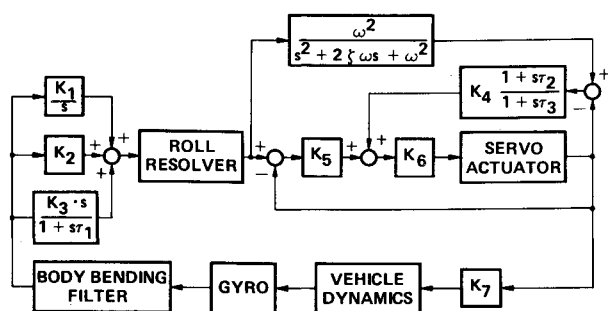 ω²
s² + 2 ζ ωs + ω²
K₁
s
K₄ 1 + sτ₂
1 + sτ₃
+
−
+
+
K₂
+
+
+
ROLL
RESOLVER
+
−
K₅
+
+
K₆
SERVO
ACTUATOR
K₃ · s
1 + sτ₁
BODY BENDING
FILTER
GYRO
VEHICLE
DYNAMICS
K₇